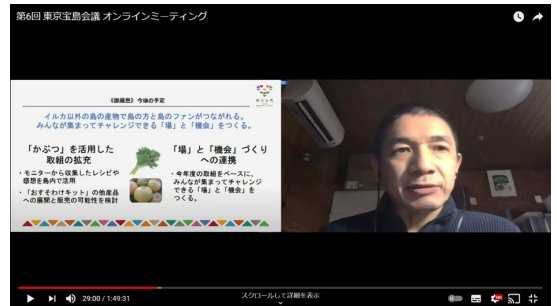 第6回 東京宝島会議 オンラインミーティング
《御蔵島》今後の予定
東京宝島
イルカ以外の島の産物で島の方と島のファンがつながれる。
みんなが集まってチャレンジできる「場」と「機会」をつくる。
「かぶつ」を活用した
取組の拡充
・モニターから収集したレシピや
感想を島内で活用
・「おすそわけキット」の他産品
への展開と販売の可能性を検討
「場」と「機会」づくり
への連携
・今年度の取組をベースに、
みんなが集まってチャレンジ
できる「場」と「機会」を
つくる。
29:00 / 1:49:31
スクロールして詳細を表示